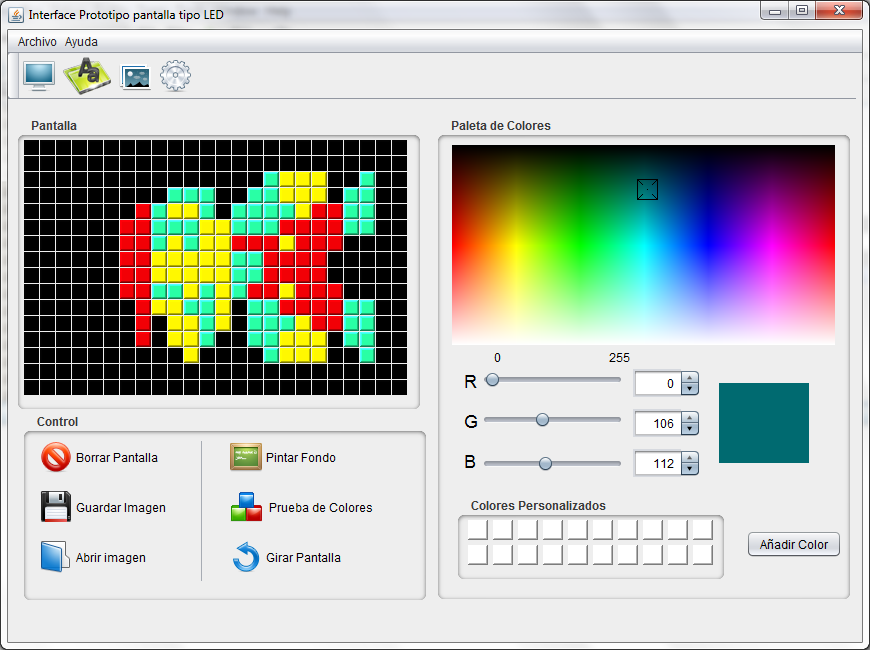 Interface Prototipo pantalla tipo LED
Archivo Ayuda
Aa
Pantalla
Paleta de Colores
0 255
R 0
G 106
B 112
Control
Borrar Pantalla
Pintar Fondo
Guardar Imagen
Prueba de Colores
Abrir imagen
Girar Pantalla
Colores Personalizados
Añadir Color